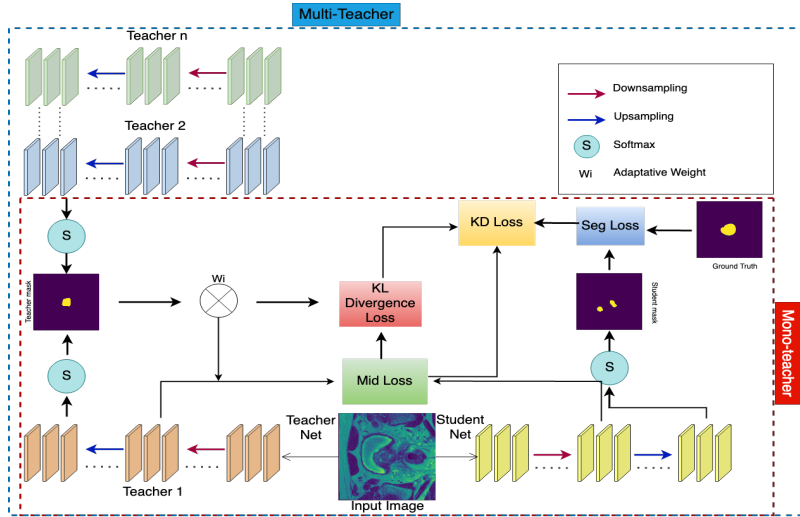 Multi-Teacher
Teacher n
Teacher 2
Downsampling
Upsampling
S
Softmax
Wi
Adaptative Weight
S
KD Loss
Seg Loss
Ground Truth
Teacher mask
Wi
KL
Divergence
Loss
Student mask
Mono-teacher
S
Mid Loss
S
Teacher
Net
Student
Net
Teacher 1
Input Image